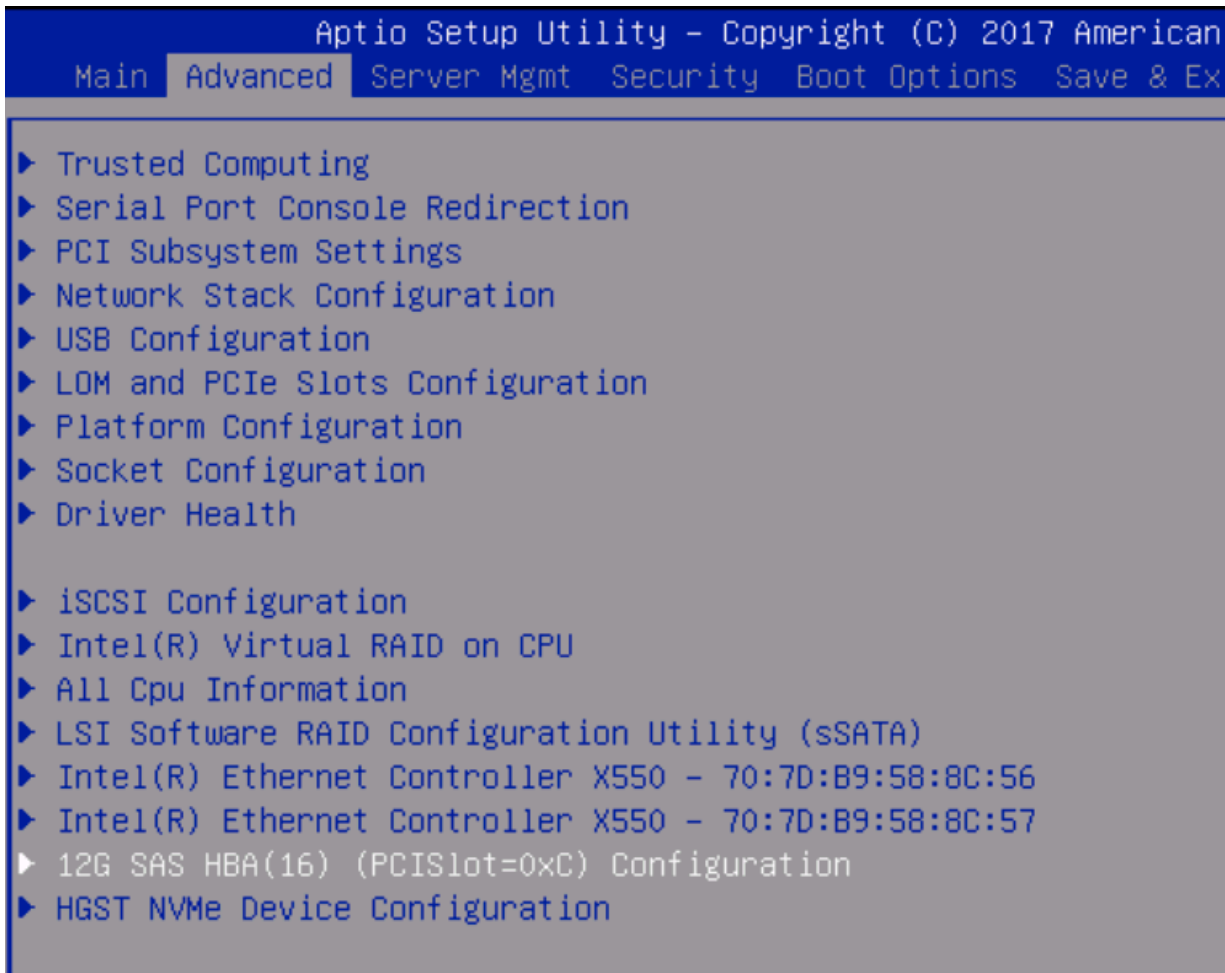 Aptio Setup Utility – Copyright (C) 2017 American
Main Advanced Server Mgmt Security Boot Options Save & Ex
Trusted Computing
Serial Port Console Redirection
PCI Subsystem Settings
Network Stack Configuration
USB Configuration
LOM and PCIe Slots Configuration
Platform Configuration
Socket Configuration
Driver Health
iSCSI Configuration
Intel(R) Virtual RAID on CPU
All Cpu Information
LSI Software RAID Configuration Utility (sSATA)
Intel(R) Ethernet Controller X550 – 70:7D:B9:58:8C:56
Intel(R) Ethernet Controller X550 – 70:7D:B9:58:8C:57
12G SAS HBA(16) (PCISlot=0xC) Configuration
HGST NVMe Device Configuration